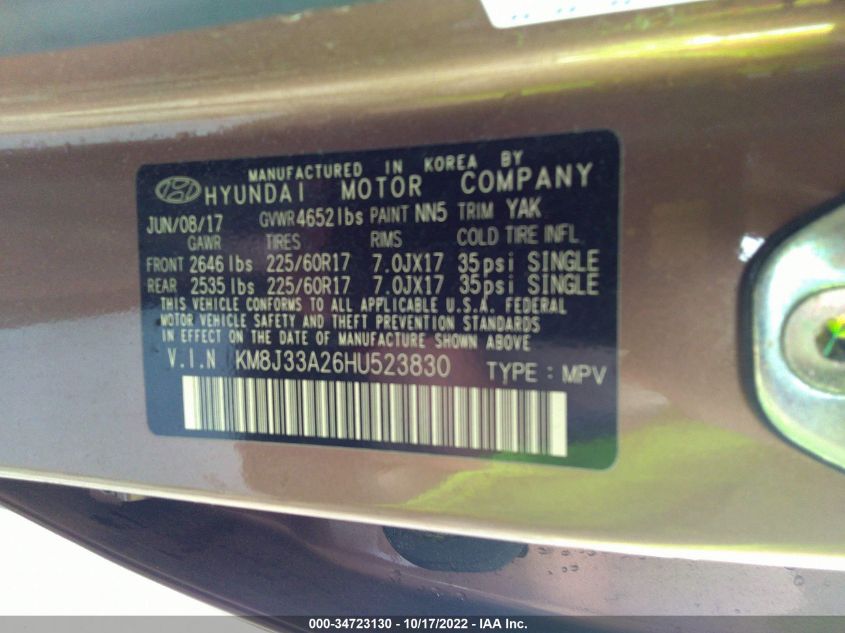 MANUFACTURED IN KOREA BY
HYUNDAI MOTOR COMPANY
JUN/08/17 GVWR 4652 lbs PAINT NN5 TRIM YAK
GAWR TIRES RIMS COLD TIRE INFL.
FRONT 2646 lbs 225/60R17 7.0JX17 35psi SINGLE
REAR 2535 lbs 225/60R17 7.0JX17 35psi SINGLE
THIS VEHICLE CONFORMS TO ALL APPLICABLE U.S.A. FEDERAL
MOTOR VEHICLE SAFETY AND THEFT PREVENTION STANDARDS
IN EFFECT ON THE DATE OF MANUFACTURE SHOWN ABOVE.
V.I.N KM8J33A26HU523830 TYPE : MPV
000-34723130 - 10/17/2022 - IAA Inc.